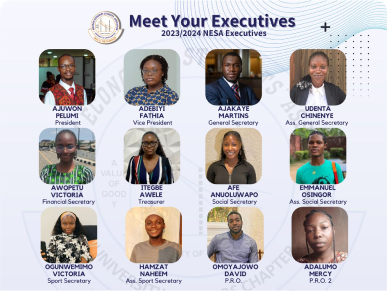 Meet Your Executives
2023/2024 NESA Executives
AJUWON
PELUMI
President
ADEBIYI
FATHIA
Vice President
AJAKAYE
MARTINS
General Secretary
UDENTA
CHINENYE
Ass. General Secretary
AWOPETU
VICTORIA
Financial Secretary
ITEGBE
AWELE
Treasurer
AFE
ANUOLUWAPO
Social Secretary
EMMANUEL
OSINGOR
Ass. Social Secretary
OGUNWEMIMO
VICTORIA
Sport Secretary
HAMZAT
NAHEEM
Ass. Sport Secretary
OMOYAJOWO
DAVID
P.R.O.
ADALUMO
MERCY
P.R.O. 2